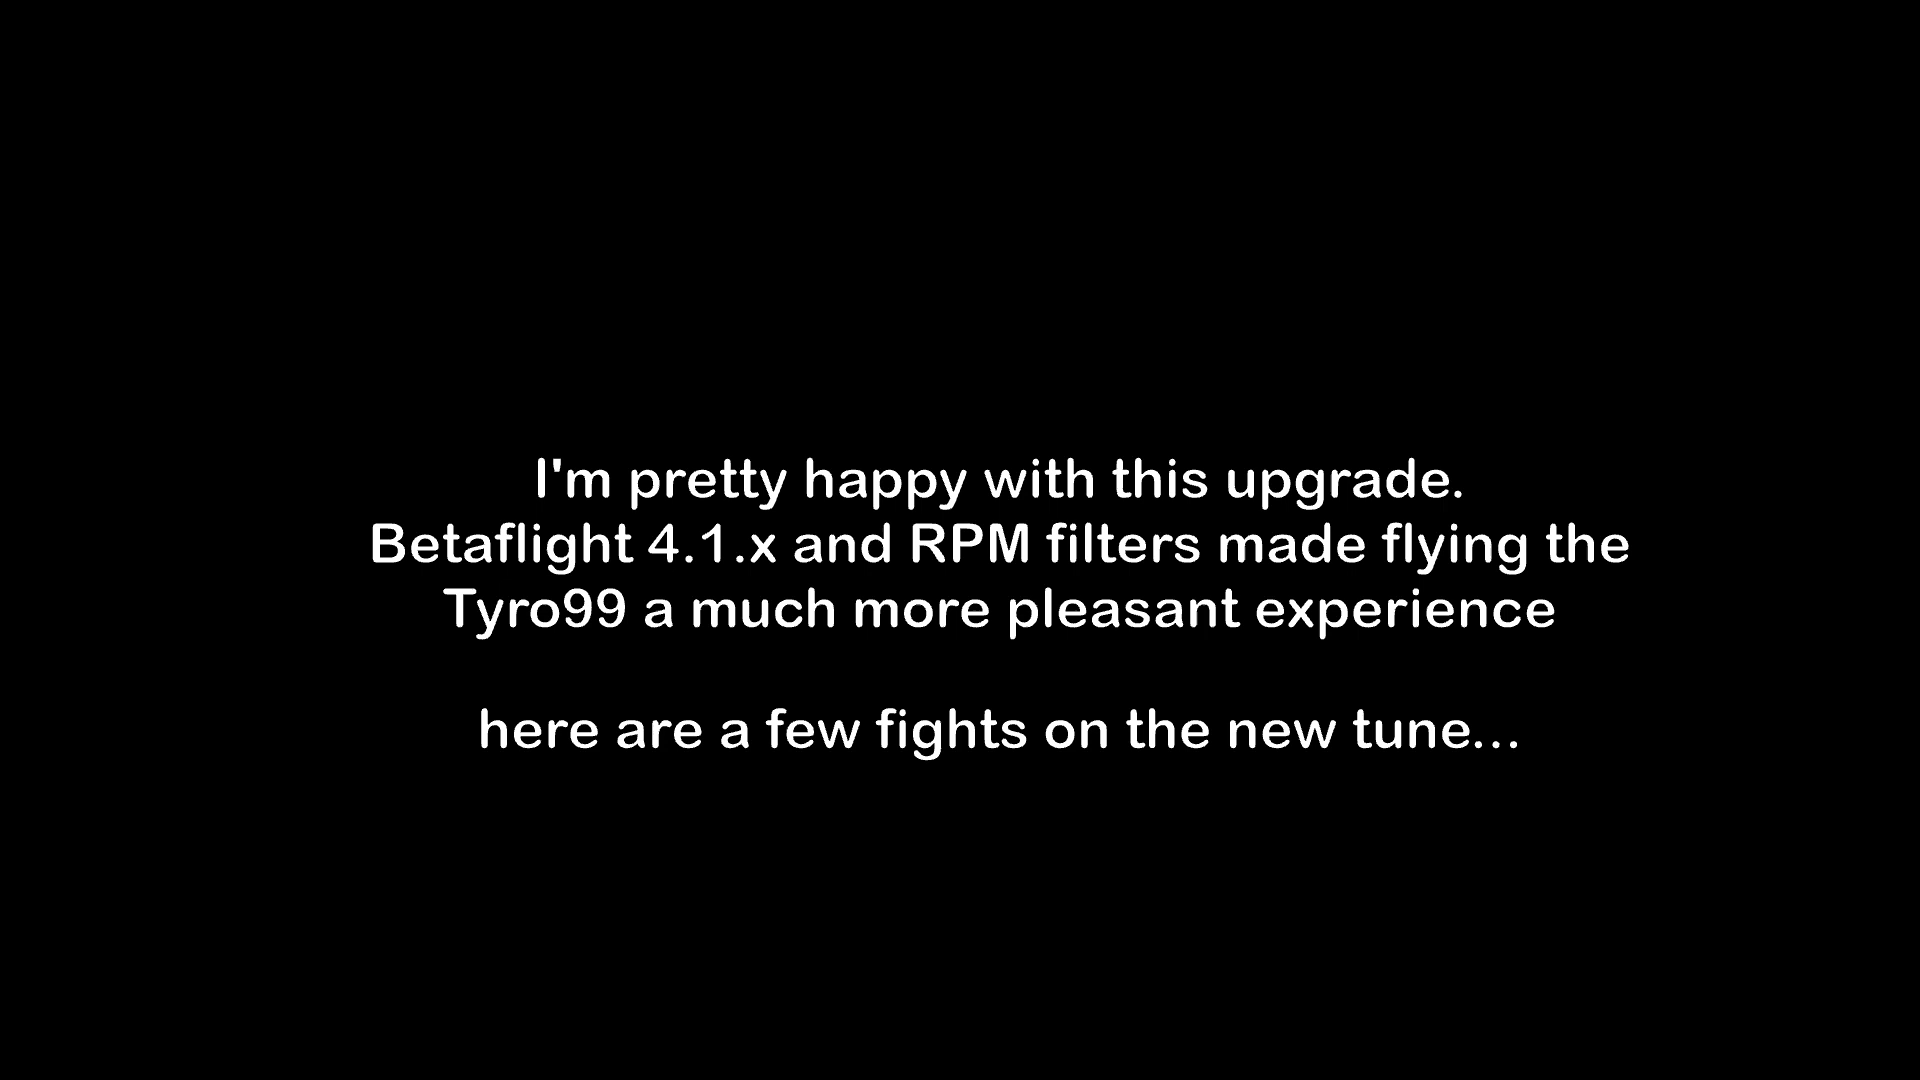 I'm pretty happy with this upgrade.
Betaflight 4.1.x and RPM filters made flying the
Tyro99 a much more pleasant experience
here are a few fights on the new tune...